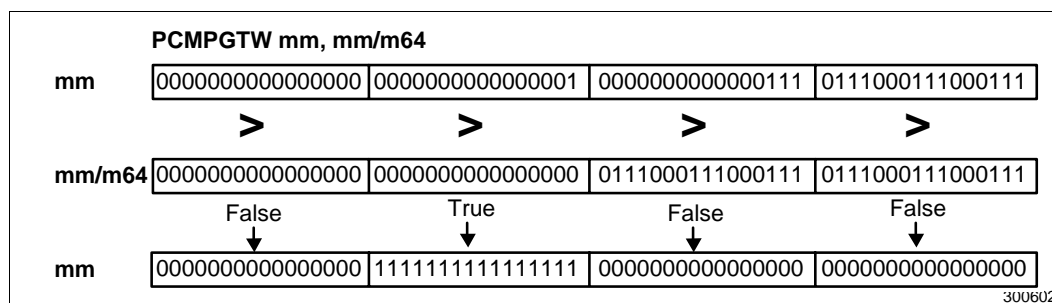 PCMPGTW mm, mm/m64
mm 0000000000000000 0000000000000001 0000000000000111 0111000111000111
> > > >
mm/m64 0000000000000000 0000000000000000 0111000111000111 0111000111000111
False True False False
mm 0000000000000000 1111111111111111 0000000000000000 0000000000000000